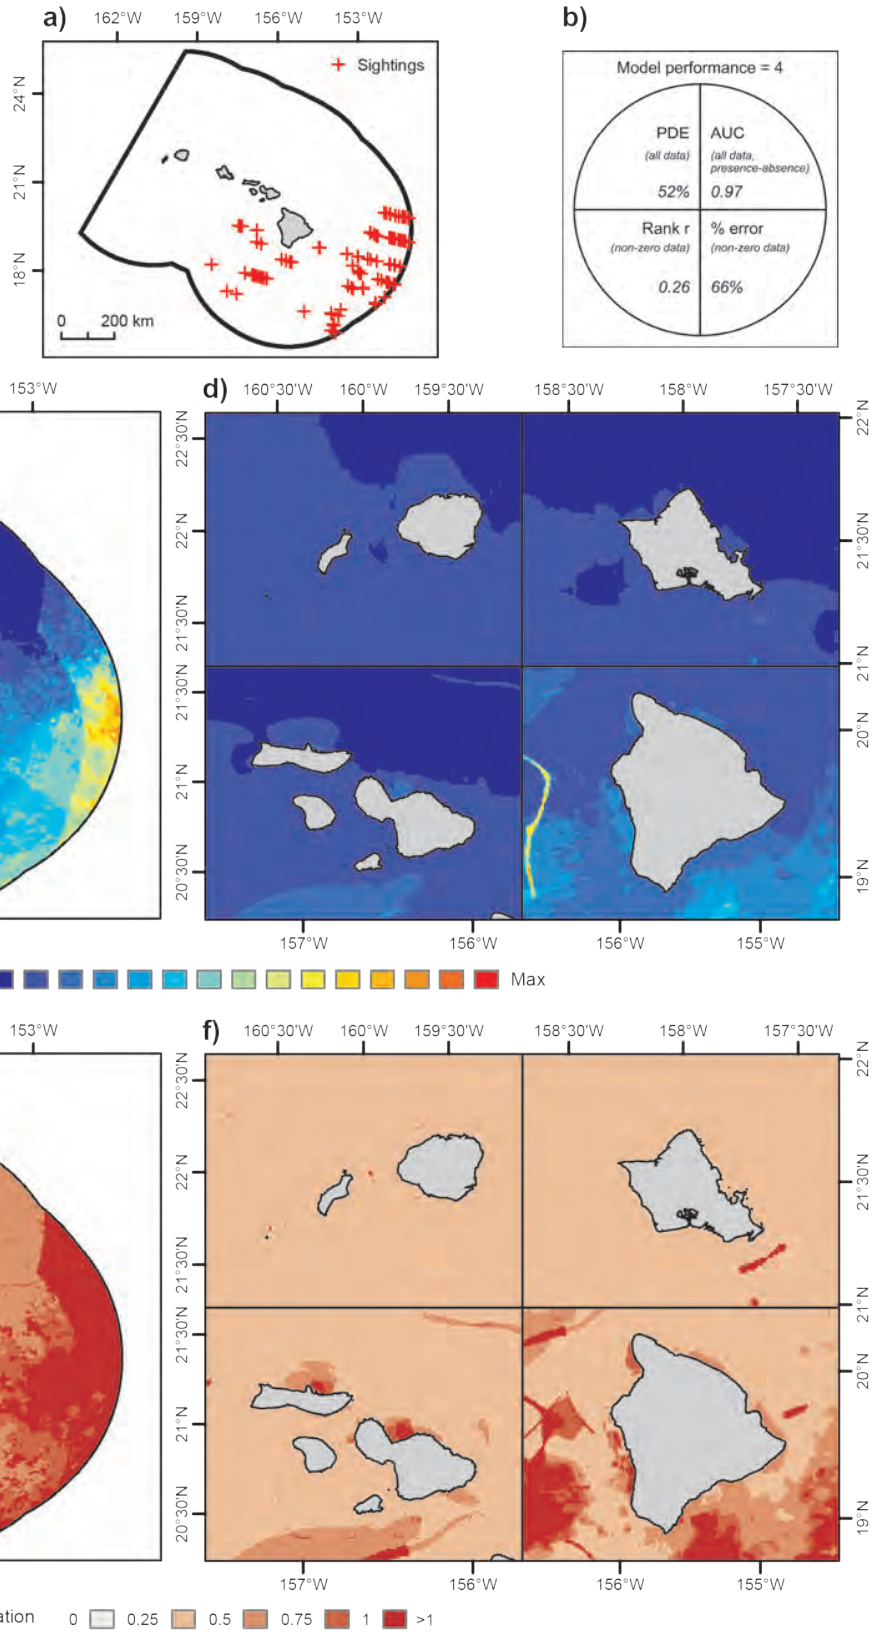 a) 162°W 159°W 156°W 153°W b)
24°N
21°N
18°N
Sightings
0 200 km
Model performance = 4
PDE AUC
(all data) (all data,
presence-absence)
52% 0.97
Rank r % error
(non-zero data) (non-zero data)
0.26 66%
153°W d) 160°30'W 160°W 159°30'W 158°30'W 158°W 157°30'W
22°30'N
22°N
21°30'N
22°N
21°30'N
21°N
21°30'N
21°N
20°30'N
20°N
19°N
157°W 156°W 156°W 155°W
Max
153°W f) 160°30'W 160°W 159°30'W 158°30'W 158°W 157°30'W
22°30'N
22°N
21°30'N
22°N
21°30'N
21°N
21°30'N
21°N
20°30'N
20°N
19°N
157°W 156°W 156°W 155°W
0 0.25 0.5 0.75 1 >1